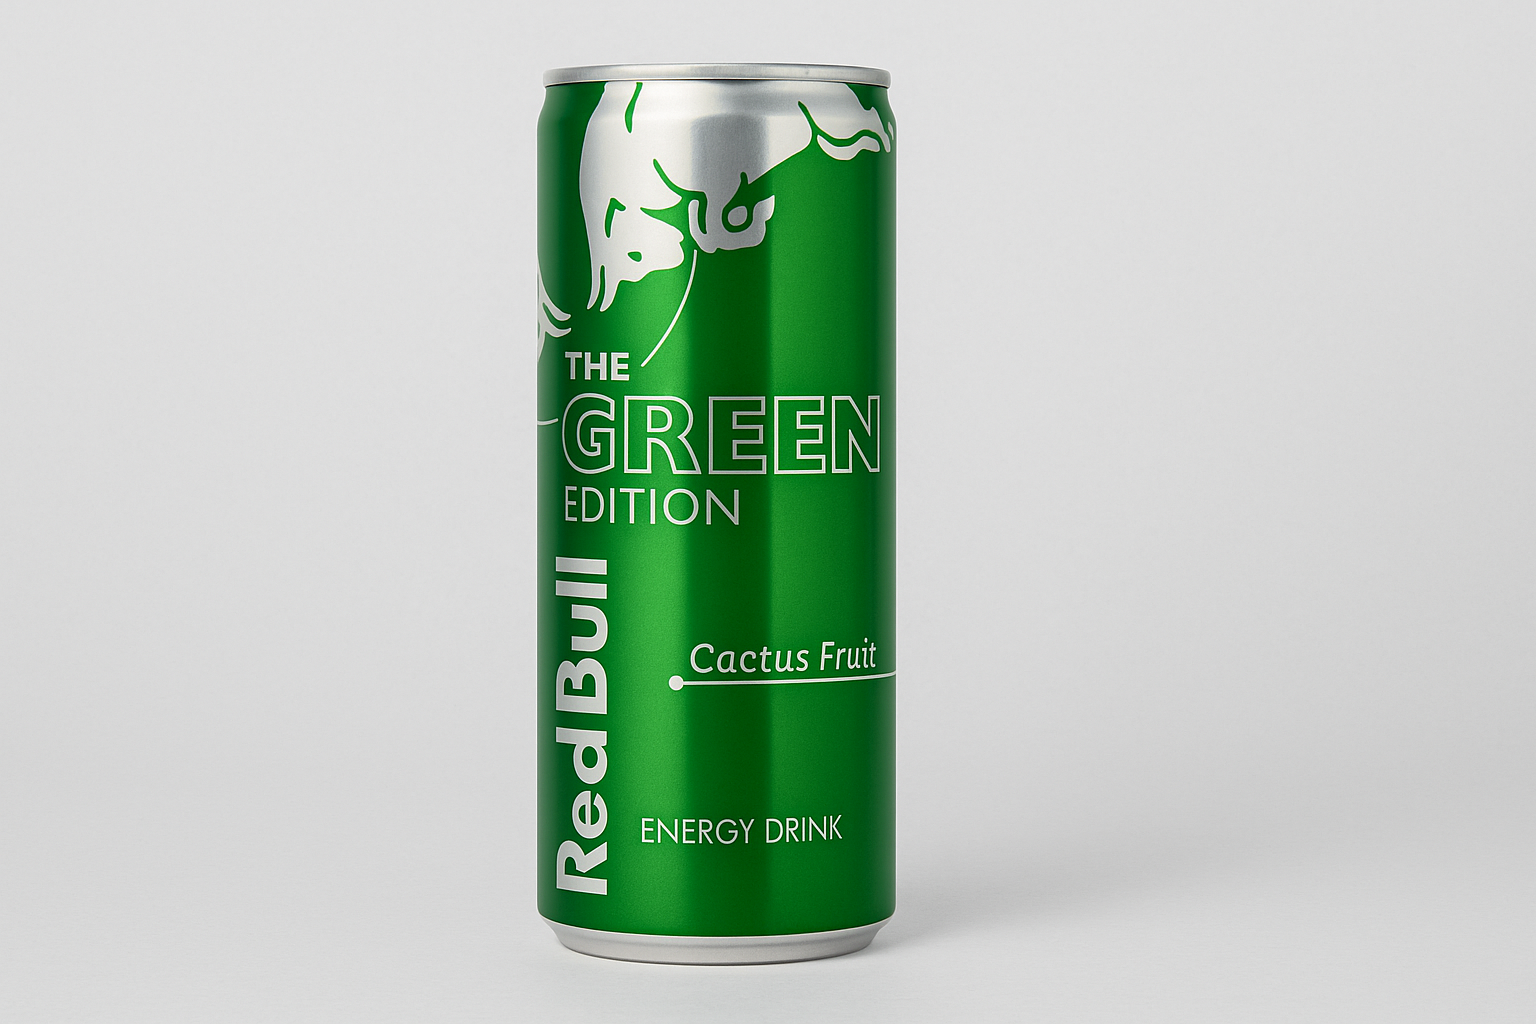 THE
GREEN
EDITION
Red Bull
Cactus Fruit
ENERGY DRINK